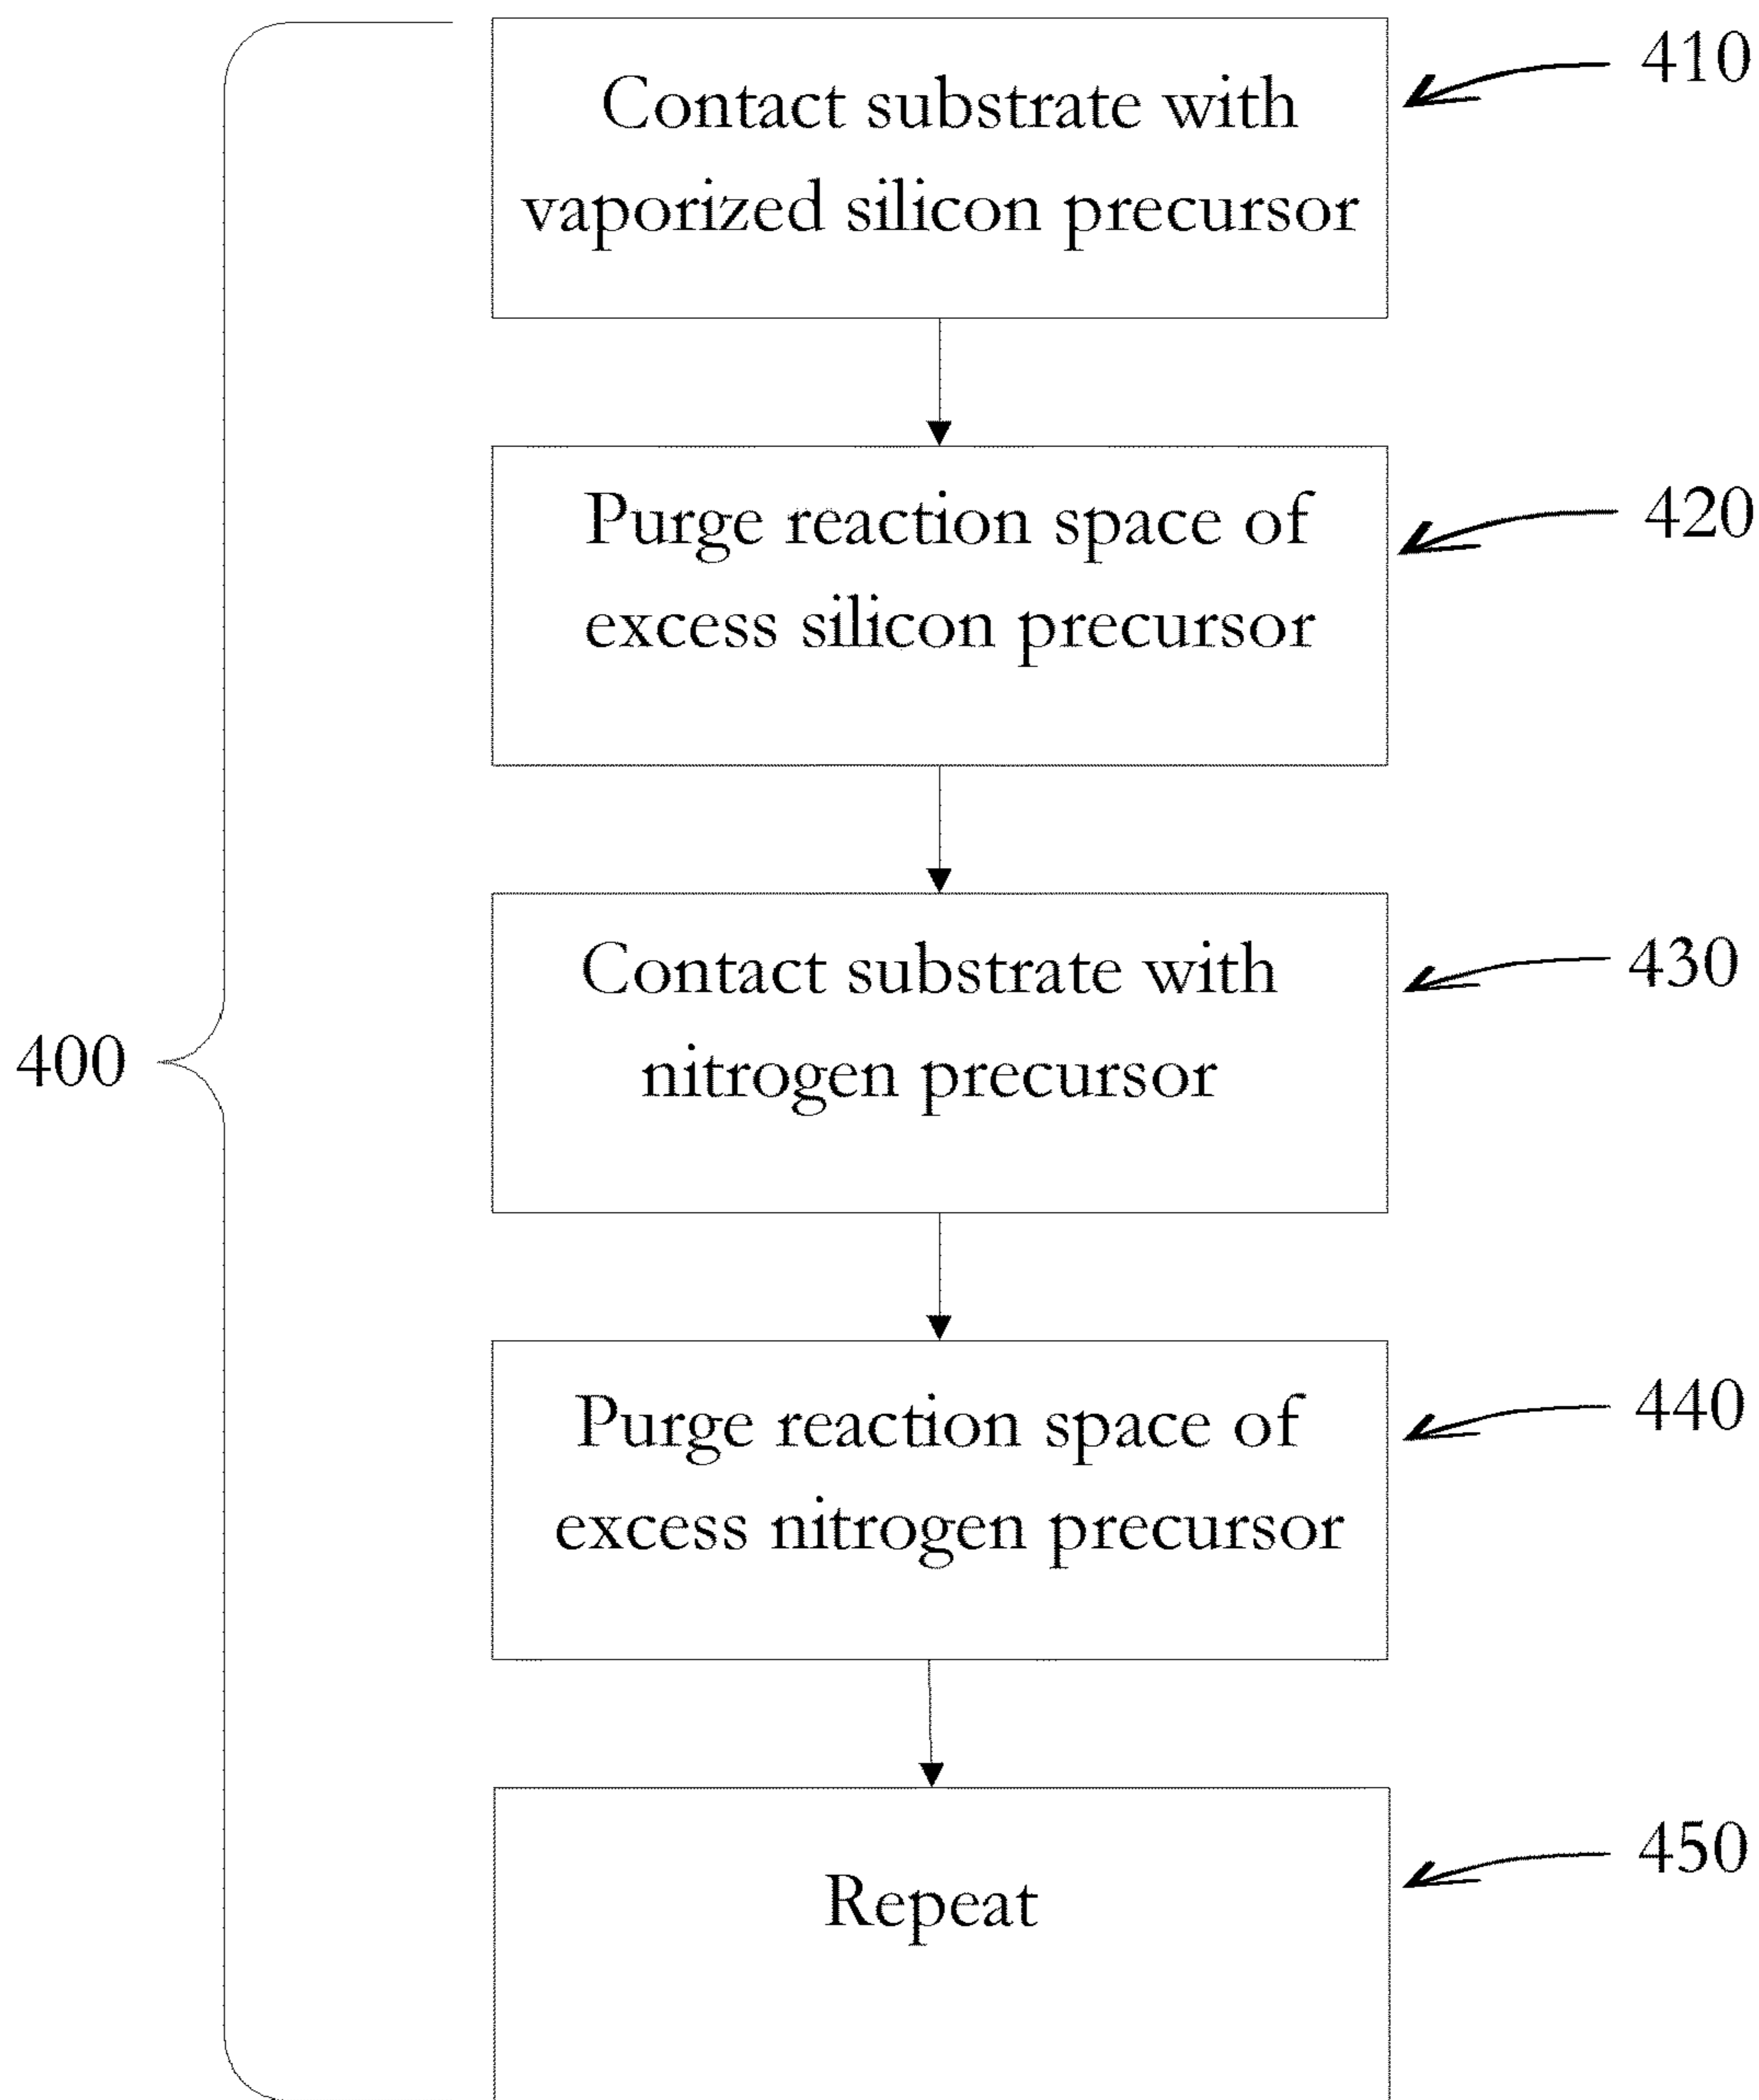 Contact substrate with
vaporized silicon precursor
410
Purge reaction space of
excess silicon precursor
420
Contact substrate with
nitrogen precursor
430
400
Purge reaction space of
excess nitrogen precursor
440
Repeat
450